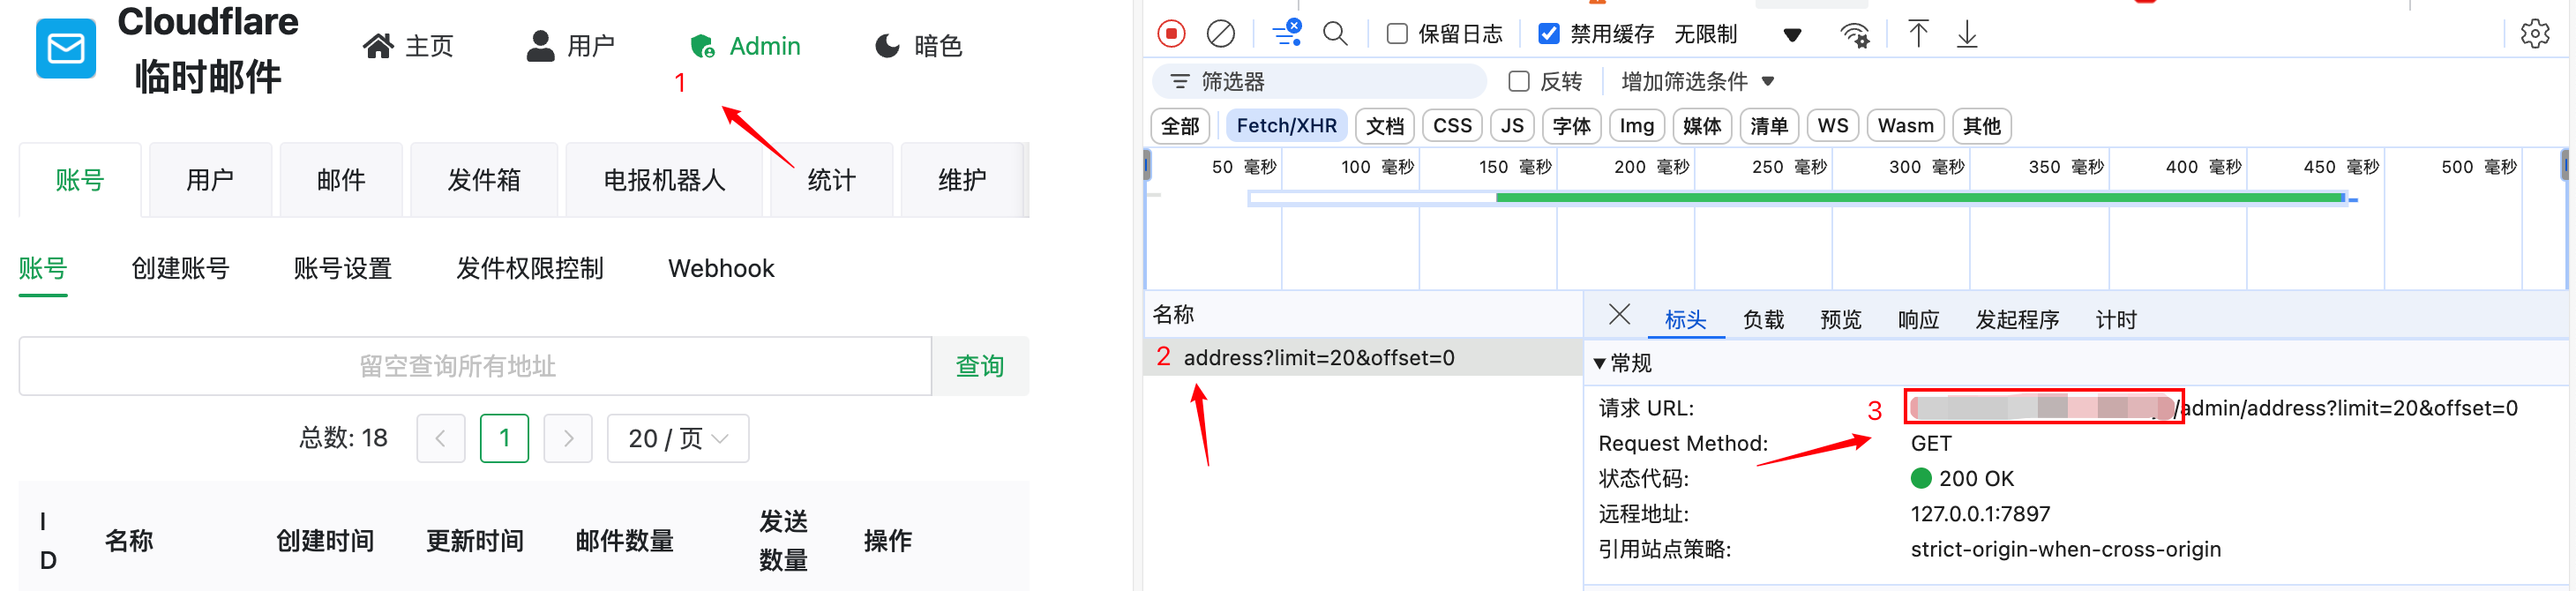 Cloudflare
临时邮件
主页
用户
Admin
暗色
1
账号
用户
邮件
发件箱
电报机器人
统计
维护
账号
创建账号
账号设置
发件权限控制
Webhook
留空查询所有地址
查询
总数: 18
1
20 / 页
ID
名称
创建时间
更新时间
邮件数量
发送数量
操作
保留日志
禁用缓存
无限制
筛选器
反转
增加筛选条件
全部
Fetch/XHR
文档
CSS
JS
字体
Img
媒体
清单
WS
Wasm
其他
50 毫秒
100 毫秒
150 毫秒
200 毫秒
250 毫秒
300 毫秒
350 毫秒
400 毫秒
450 毫秒
500 毫秒
名称
2
address?limit=20&offset=0
标头
负载
预览
响应
发起程序
计时
常规
请求 URL:
3
/admin/address?limit=20&offset=0
Request Method:
GET
状态代码:
200 OK
远程地址:
127.0.0.1:7897
引用站点策略:
strict-origin-when-cross-origin